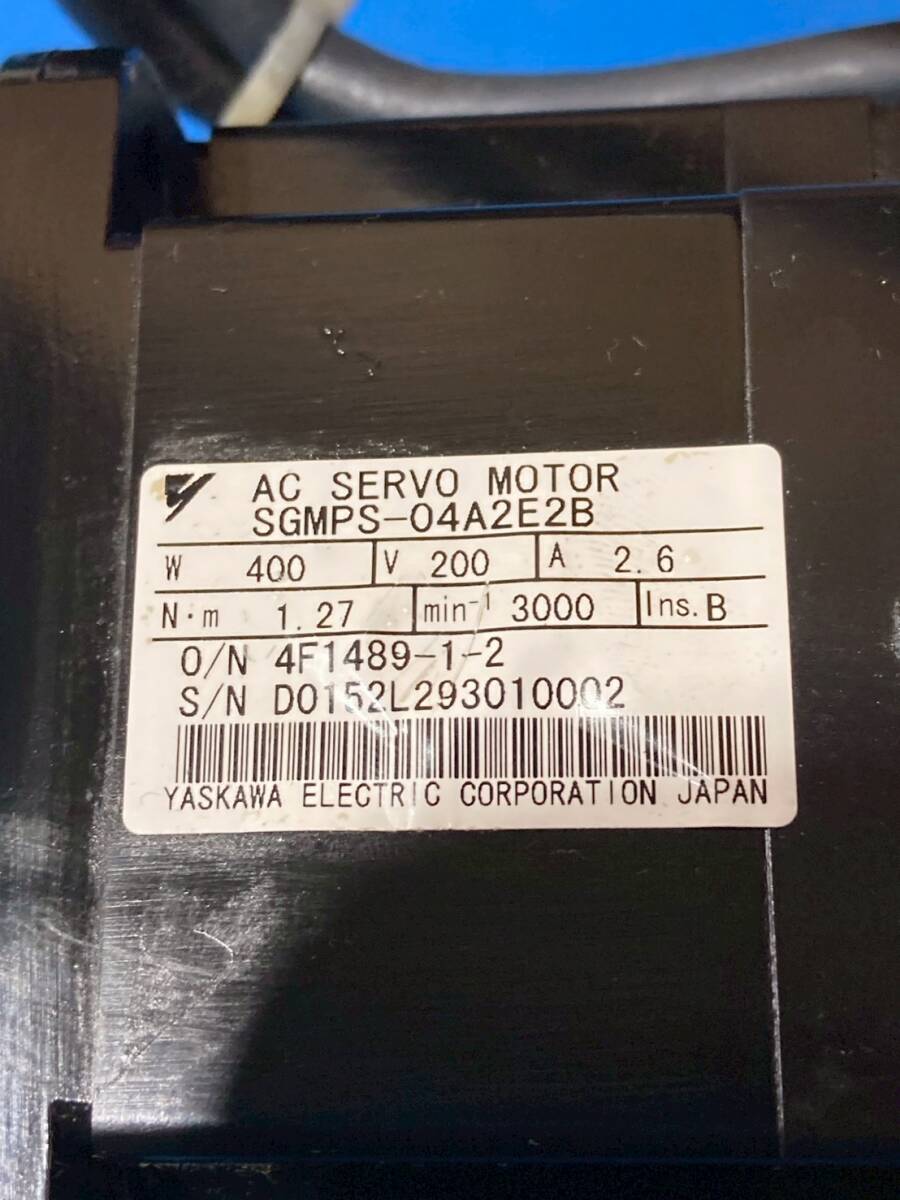 AC SERVO MOTOR
SGMPS-04A2E2B
W 400 V 200 A 2.6
N·m 1.27 min⁻¹ 3000 Ins. B
O/N 4F1489-1-2
S/N D0152L293010002
YASKAWA ELECTRIC CORPORATION JAPAN